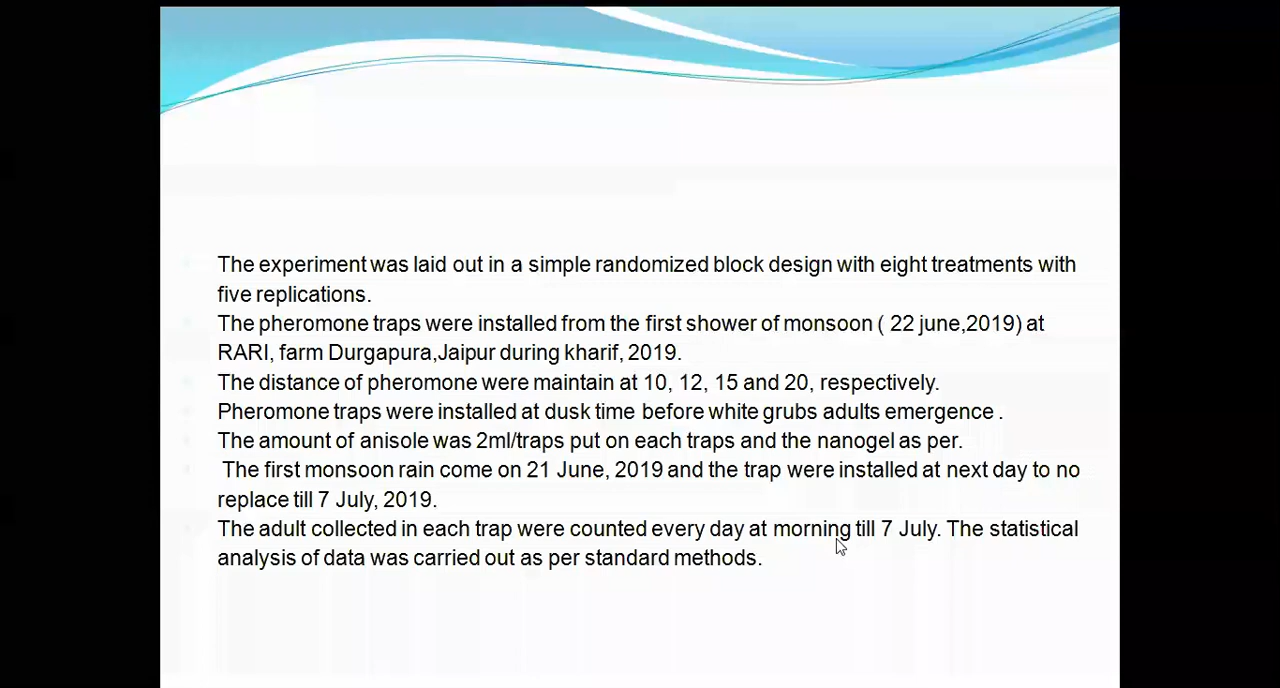 The experiment was laid out in a simple randomized block design with eight treatments with
five replications.
The pheromone traps were installed from the first shower of monsoon ( 22 june,2019) at
RARI, farm Durgapura,Jaipur during kharif, 2019.
The distance of pheromone were maintain at 10, 12, 15 and 20, respectively.
Pheromone traps were installed at dusk time before white grubs adults emergence .
The amount of anisole was 2ml/traps put on each traps and the nanogel as per.
The first monsoon rain come on 21 June, 2019 and the trap were installed at next day to no
replace till 7 July, 2019.
The adult collected in each trap were counted every day at morning till 7 July. The statistical
analysis of data was carried out as per standard methods.